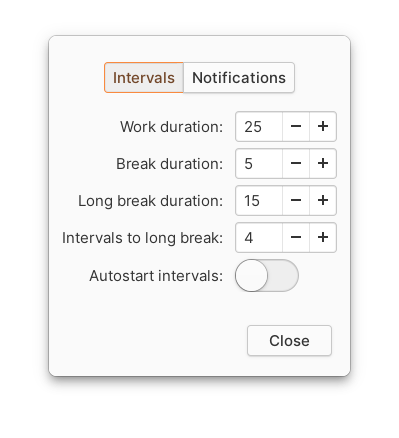 Intervals Notifications
Work duration: 25 − +
Break duration: 5 − +
Long break duration: 15 − +
Intervals to long break: 4 − +
Autostart intervals:
Close